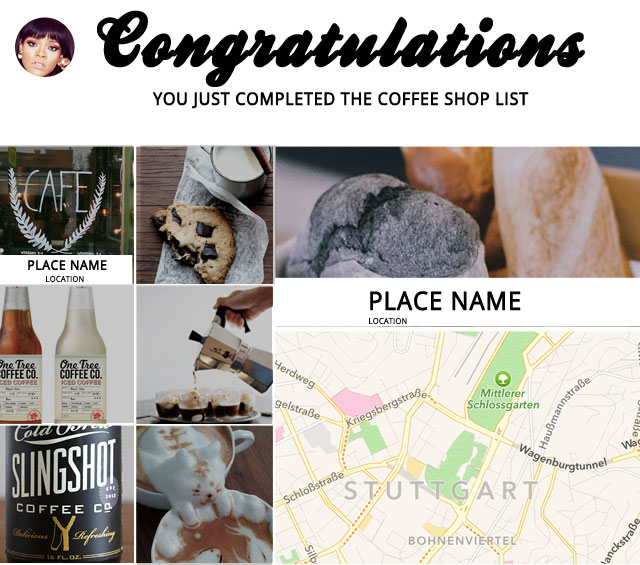 Congratulations
YOU JUST COMPLETED THE COFFEE SHOP LIST
CAFE
PLACE NAME
LOCATION
PLACE NAME
LOCATION
One Tree
COFFEE CO.
ICED COFFEE
One Tree
COFFEE CO.
ICED COFFEE
Cold Brew
SLINGSHOT
COFFEE CO.
Delicious Refreshing
16 FL. OZ.
Herdweg
Mittlerer
Schlossgarten
Kriegsbergstraße
gelstraße
Haußmannstraße
Wagenburgtunnel
Schloßstraße
STUTTGART
BOHNENVIERTEL
Silb
lanckstraße